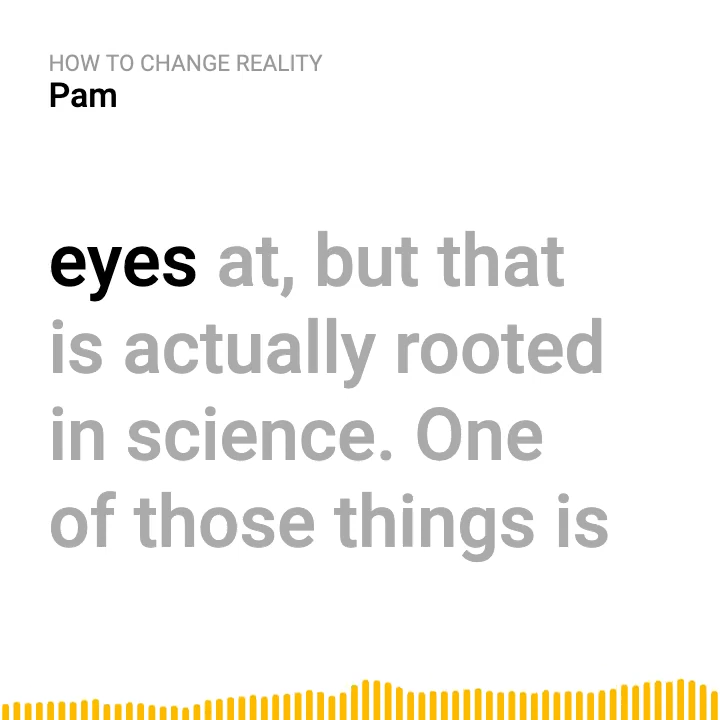 HOW TO CHANGE REALITY
Pam
eyes at, but that
is actually rooted
in science. One
of those things is